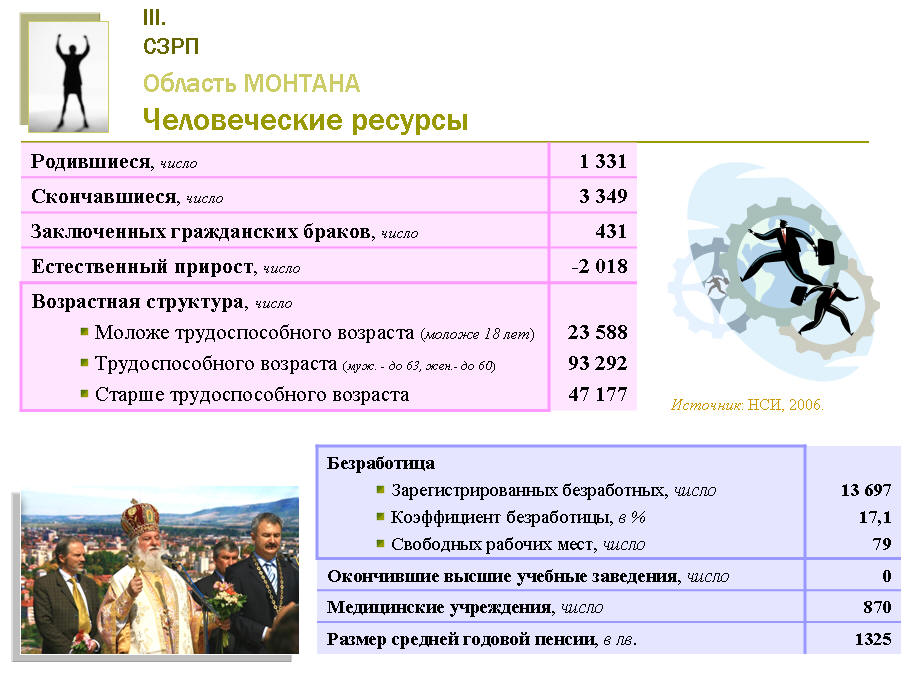 III.
СЗРП
Область МОНТАНА
Человеческие ресурсы
Родившиеся, число 1 331
Скончавшиеся, число 3 349
Заключенных гражданских браков, число 431
Естественный прирост, число -2 018
Возрастная структура, число
Моложе трудоспособного возраста (моложе 18 лет) 23 588
Трудоспособного возраста (муж. - до 63, жен.- до 60) 93 292
Старше трудоспособного возраста 47 177
Источник: НСИ, 2006.
Безработица
Зарегистрированных безработных, число 13 697
Коэффициент безработицы, в % 17,1
Свободных рабочих мест, число 79
Окончившие высшие учебные заведения, число 0
Медицинские учреждения, число 870
Размер средней годовой пенсии, в лв. 1325